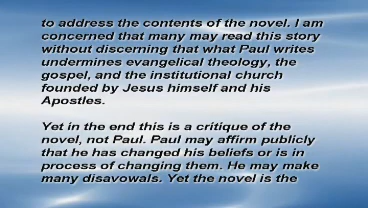 to address the contents of the novel. I am
concerned that many may read this story
without discerning that what Paul writes
undermines evangelical theology, the
gospel, and the institutional church
founded by Jesus himself and his
Apostles.
Yet in the end this is a critique of the
novel, not Paul. Paul may affirm publicly
that he has changed his beliefs or is in
process of changing them. He may make
many disavowals. Yet the novel is the